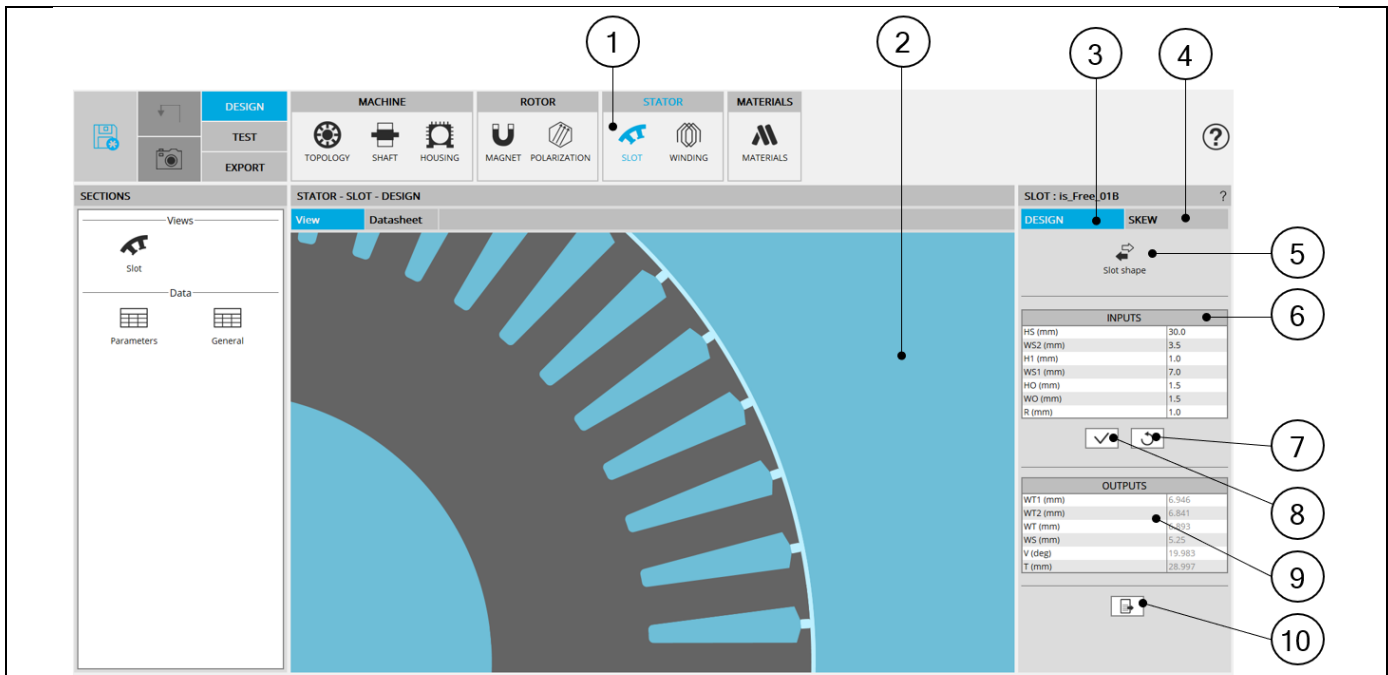 1
2
3
4
DESIGN
TEST
EXPORT
MACHINE
ROTOR
STATOR
MATERIALS
TOPOLOGY
SHAFT
HOUSING
MAGNET
POLARIZATION
SLOT
WINDING
MATERIALS
?
SECTIONS
STATOR - SLOT - DESIGN
SLOT : is_Free_01B
?
Views
Slot
Data
Parameters
General
View
Datasheet
DESIGN
SKEW
Slot shape
5
INPUTS
6
HS (mm) 30.0
WS2 (mm) 3.5
H1 (mm) 1.0
WS1 (mm) 7.0
HO (mm) 1.5
WO (mm) 1.5
R (mm) 1.0
7
OUTPUTS
WT1 (mm) 6.946
WT2 (mm) 6.841
WT (mm) 6.893
WS (mm) 5.25
V (deg) 19.983
T (mm) 28.997
8
9
10